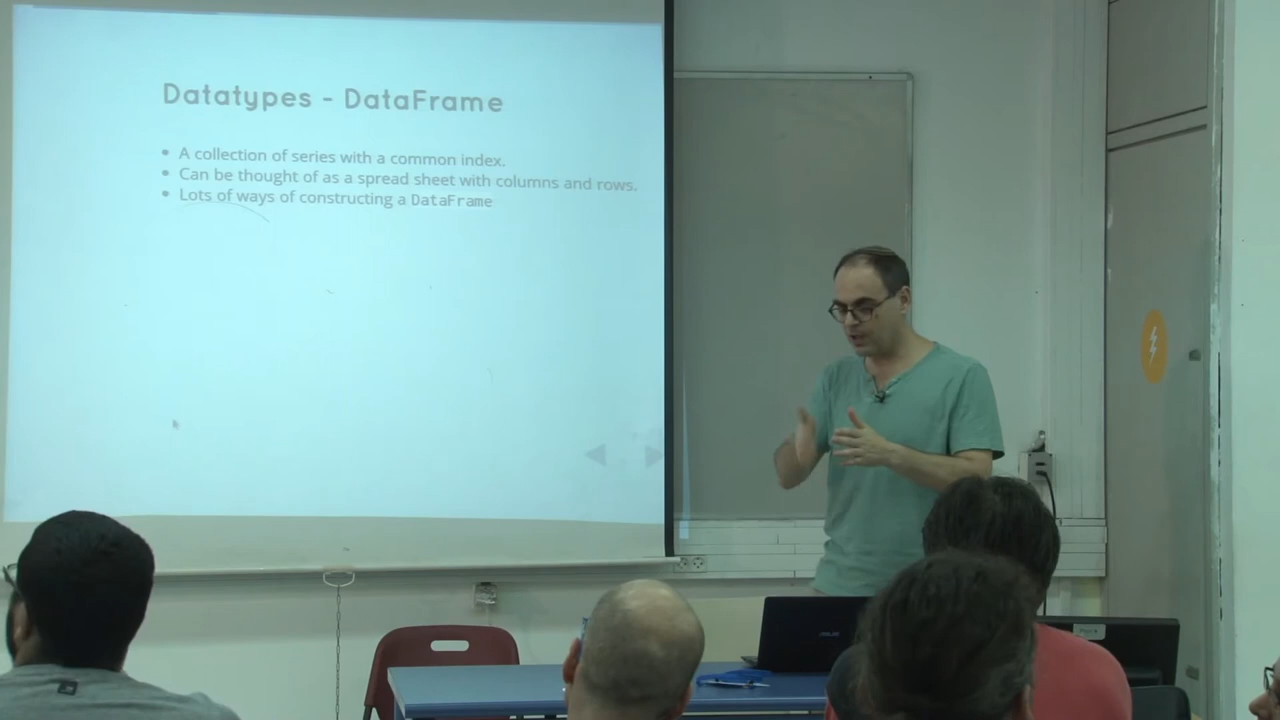 Datatypes - DataFrame
A collection of series with a common index.
Can be thought of as a spread sheet with columns and rows.
Lots of ways of constructing a DataFrame
ASUS